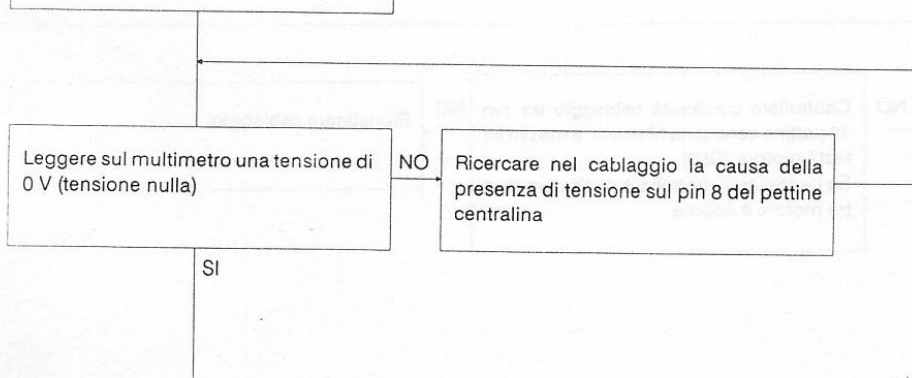 Leggere sul multimetro una tensione di
0 V (tensione nulla)
NO
Ricercare nel cablaggio la causa della
presenza di tensione sul pin 8 del pettine
centralina
SI